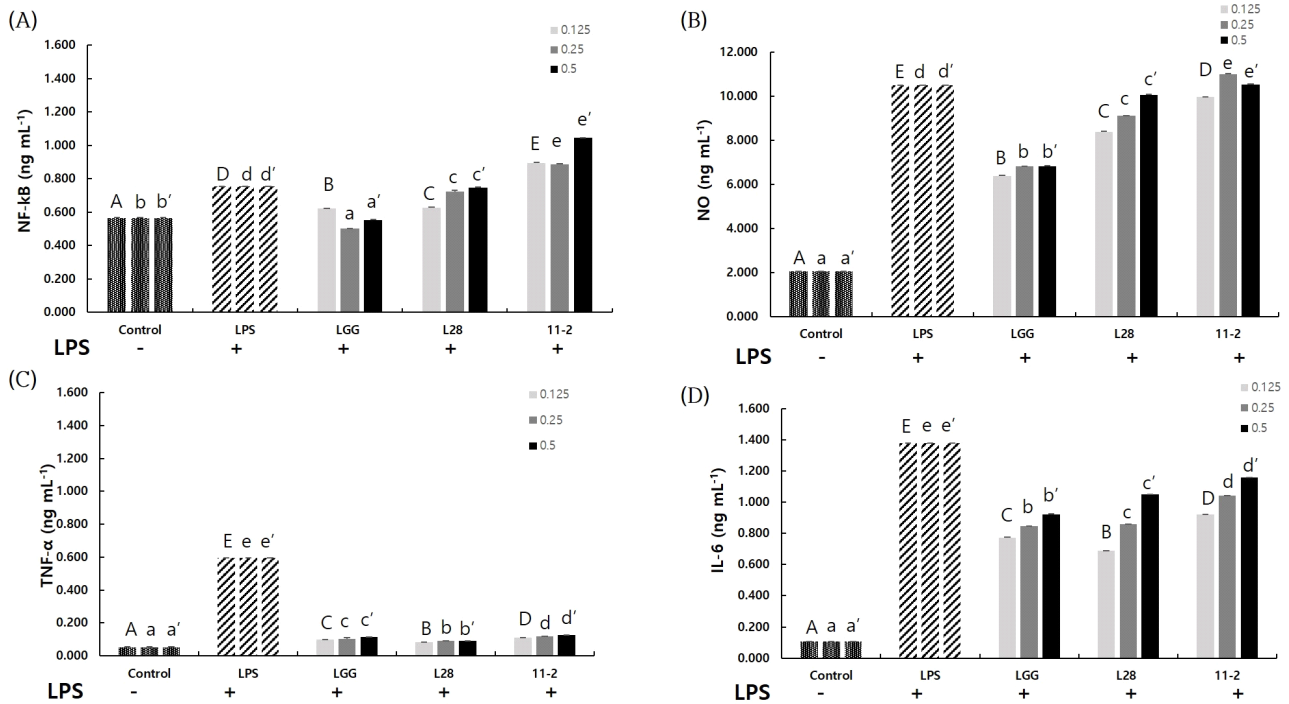 (A)
NF-kB (ng mL-1)
1.600
1.400
1.200
1.000
0.800
0.600
0.400
0.200
0.000
0.125
0.25
0.5
A b b′
D d d′
B a a′
C c c′
E e e′
Control LPS LGG L28 11-2
LPS - + + + +
(B)
NO (ng mL-1)
12.000
10.000
8.000
6.000
4.000
2.000
0.000
0.125
0.25
0.5
A a a′
E d d′
B b b′
C c c′
D e e′
Control LPS LGG L28 11-2
LPS - + + + +
(C)
TNF-α (ng mL-1)
1.600
1.400
1.200
1.000
0.800
0.600
0.400
0.200
0.000
0.125
0.25
0.5
A a a′
E e e′
C c c′
B b b′
D d d′
Control LPS LGG L28 11-2
LPS - + + + +
(D)
IL-6 (ng mL-1)
1.600
1.400
1.200
1.000
0.800
0.600
0.400
0.200
0.000
0.125
0.25
0.5
A a a′
E e e′
C b b′
B c c′
D d d′
Control LPS LGG L28 11-2
LPS - + + + +